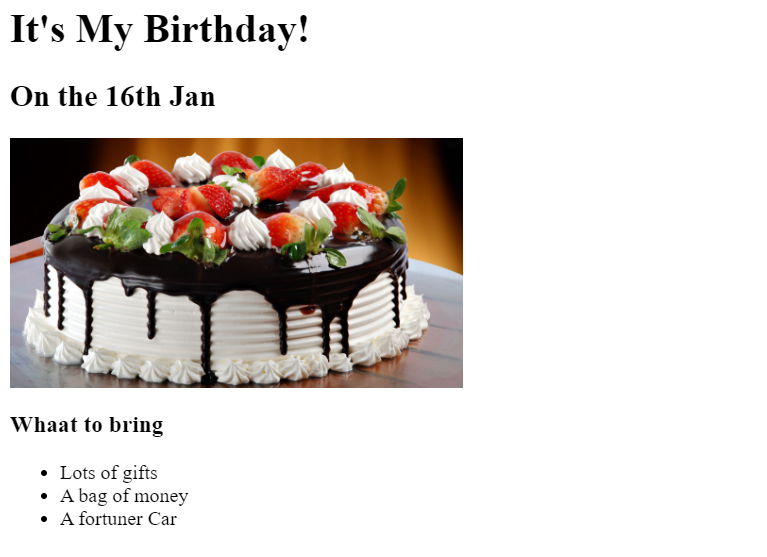 It's My Birthday!
On the 16th Jan
Whaat to bring
Lots of gifts
A bag of money
A fortuner Car